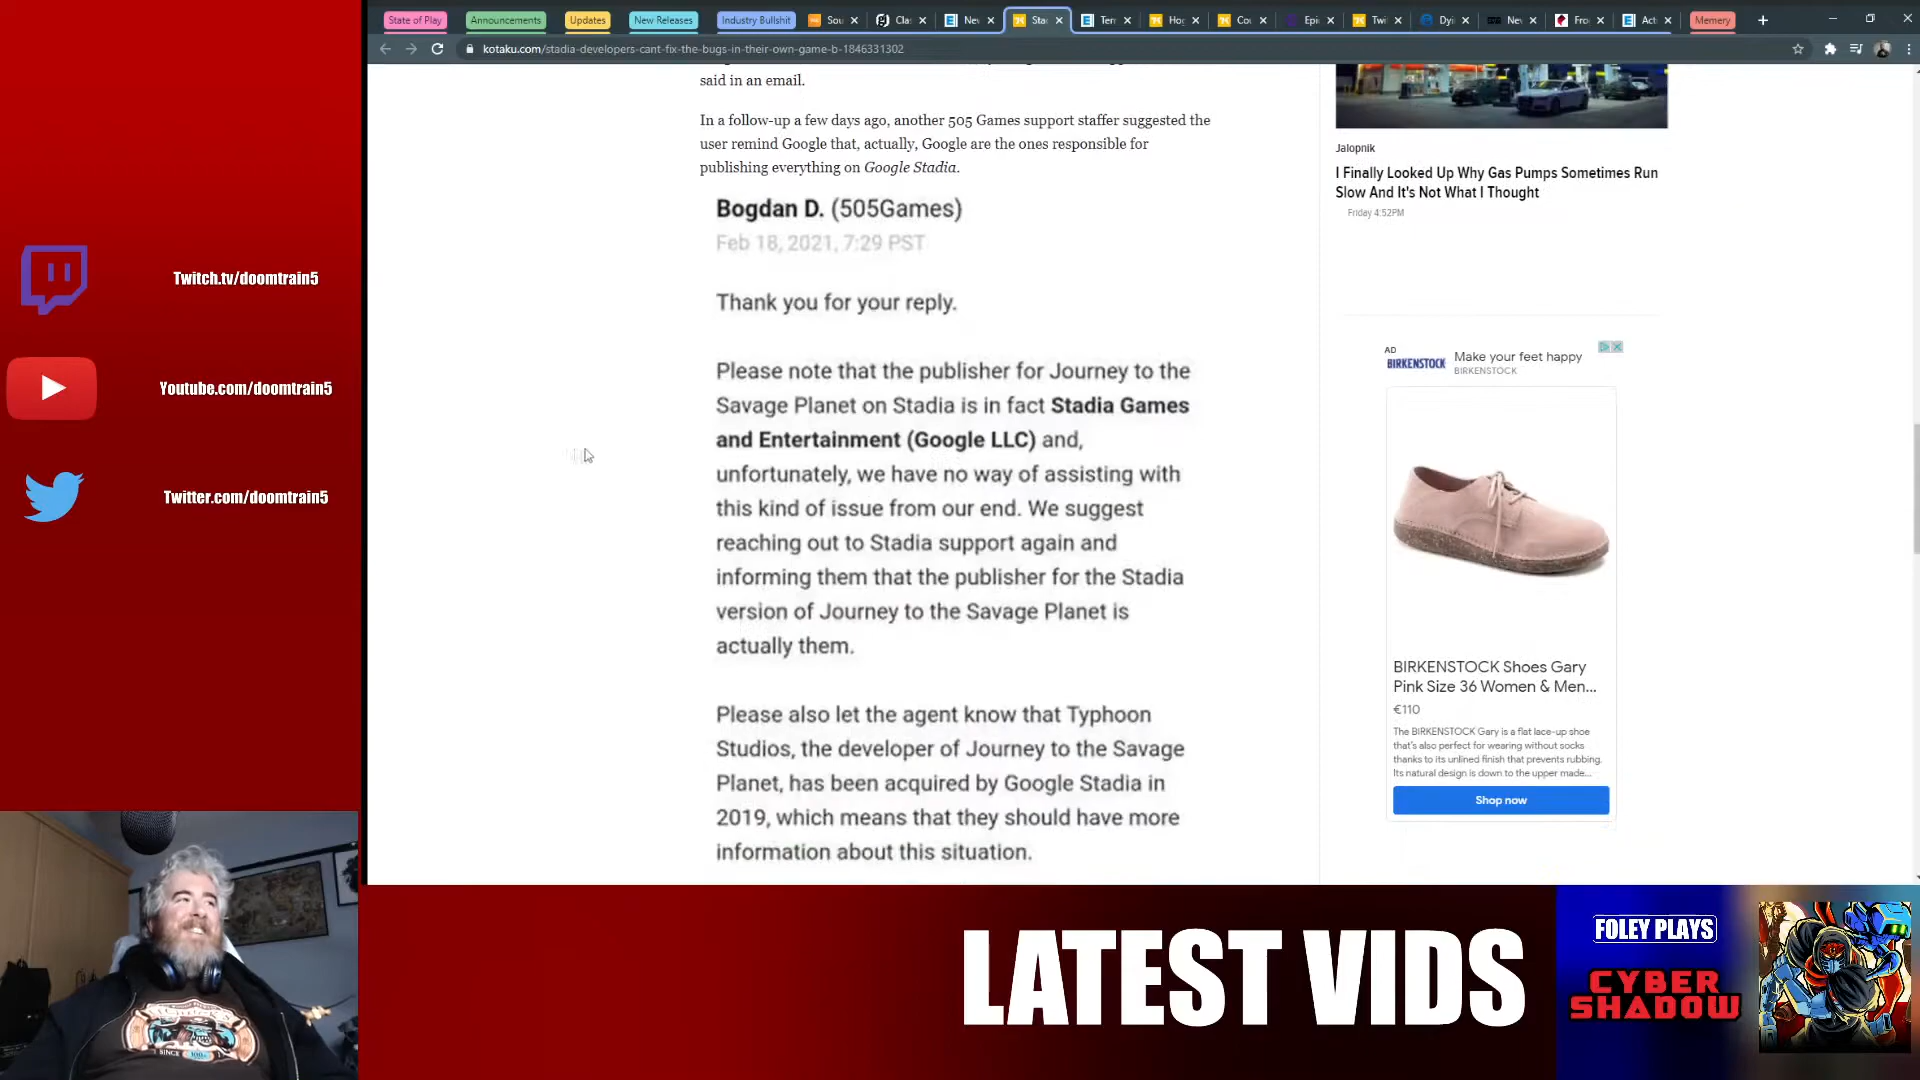 State of Play
Announcements
Updates
New Releases
Industry Bullshit
Sou
Clas
Nev
Sta
Terr
Hog
Cou
Epi
Twi
Dyi
Nev
Fro
Acti
Memery
kotaku.com/stadia-developers-cant-fix-the-bugs-in-their-own-game-b-1846331302
said in an email.
In a follow-up a few days ago, another 505 Games support staffer suggested the
user remind Google that, actually, Google are the ones responsible for
publishing everything on Google Stadia.
Bogdan D. (505Games)
Feb 18, 2021, 7:29 PST
Thank you for your reply.
Please note that the publisher for Journey to the
Savage Planet on Stadia is in fact Stadia Games
and Entertainment (Google LLC) and,
unfortunately, we have no way of assisting with
this kind of issue from our end. We suggest
reaching out to Stadia support again and
informing them that the publisher for the Stadia
version of Journey to the Savage Planet is
actually them.
Please also let the agent know that Typhoon
Studios, the developer of Journey to the Savage
Planet, has been acquired by Google Stadia in
2019, which means that they should have more
information about this situation.
Jalopnik
I Finally Looked Up Why Gas Pumps Sometimes Run
Slow And It's Not What I Thought
Friday 4:52PM
AD
BIRKENSTOCK
Make your feet happy
BIRKENSTOCK
BIRKENSTOCK Shoes Gary
Pink Size 36 Women & Men...
€110
The BIRKENSTOCK Gary is a flat lace-up shoe
that's also perfect for wearing without socks
thanks to its unlined finish that prevents rubbing.
Its natural design is down to the upper made...
Shop now
Twitch.tv/doomtrain5
Youtube.com/doomtrain5
Twitter.com/doomtrain5
LATEST VIDS
FOLEY PLAYS
CYBER
SHADOW